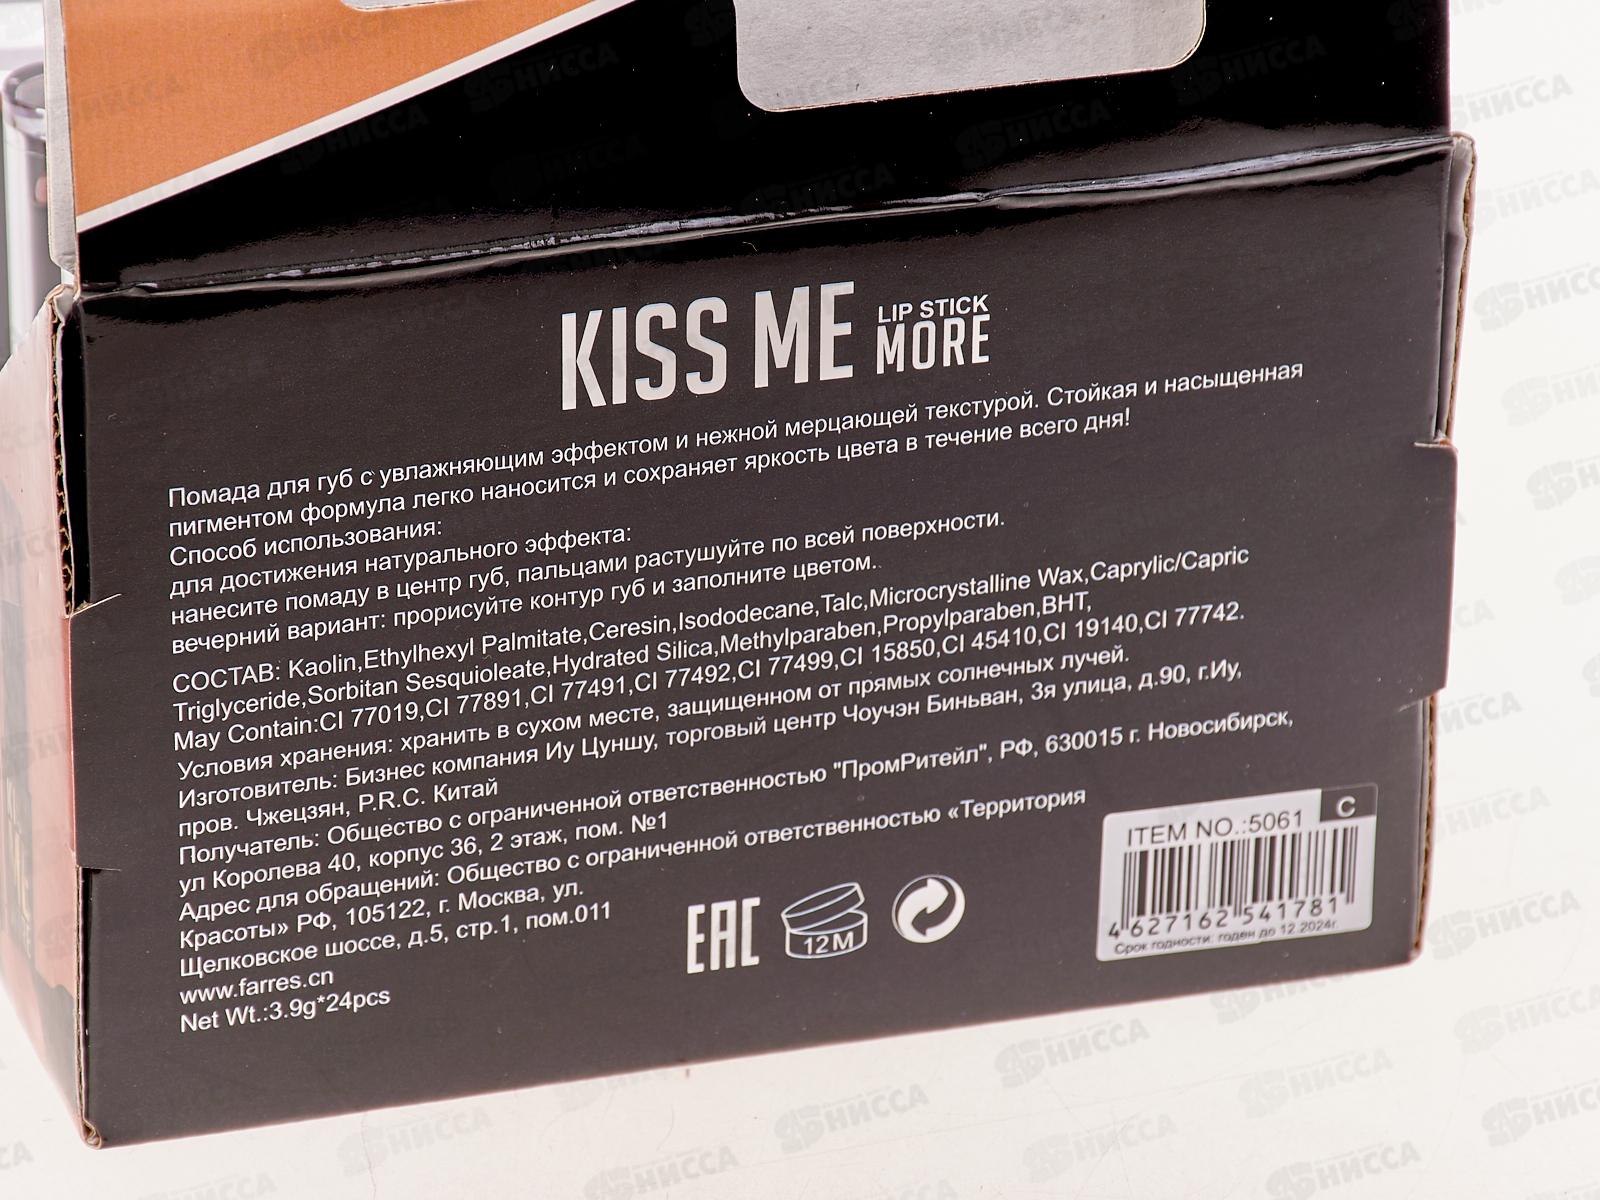 KISS ME LIP STICK MORE
Помада для губ с увлажняющим эффектом и нежной мерцающей текстурой. Стойкая и насыщенная
пигментом формула легко наносится и сохраняет яркость цвета в течение всего дня!
Способ использования:
для достижения натурального эффекта:
нанесите помаду в центр губ, пальцами растушуйте по всей поверхности.
вечерний вариант: прорисуйте контур губ и заполните цветом.
СОСТАВ: Kaolin,Ethylhexyl Palmitate,Ceresin,Isododecane,Talc,Microcrystalline Wax,Caprylic/Capric
Triglyceride,Sorbitan Sesquioleate,Hydrated Silica,Methylparaben,Propylparaben,BHT,
May Contain:CI 77019,CI 77891,CI 77491,CI 77492,CI 77499,CI 15850,CI 45410,CI 19140,CI 77742.
Условия хранения: хранить в сухом месте, защищенном от прямых солнечных лучей.
Изготовитель: Бизнес компания Иу Цуншу, торговый центр Чоучэн Биньван, 3я улица, д.90, г.Иу,
пров. Чжецзян, P.R.C. Китай
Получатель: Общество с ограниченной ответственностью "ПромРитейл", РФ, 630015 г. Новосибирск,
ул Королева 40, корпус 36, 2 этаж, пом. №1
Адрес для обращений: Общество с ограниченной ответственностью «Территория
Красоты» РФ, 105122, г. Москва, ул.
Щелковское шоссе, д.5, стр.1, пом.011
www.farres.cn
Net Wt.:3.9g*24pcs
EAC
12M
ITEM NO.:5061 C
4 627162 541781
Срок годности: годен до 12.2024г.
НИССА